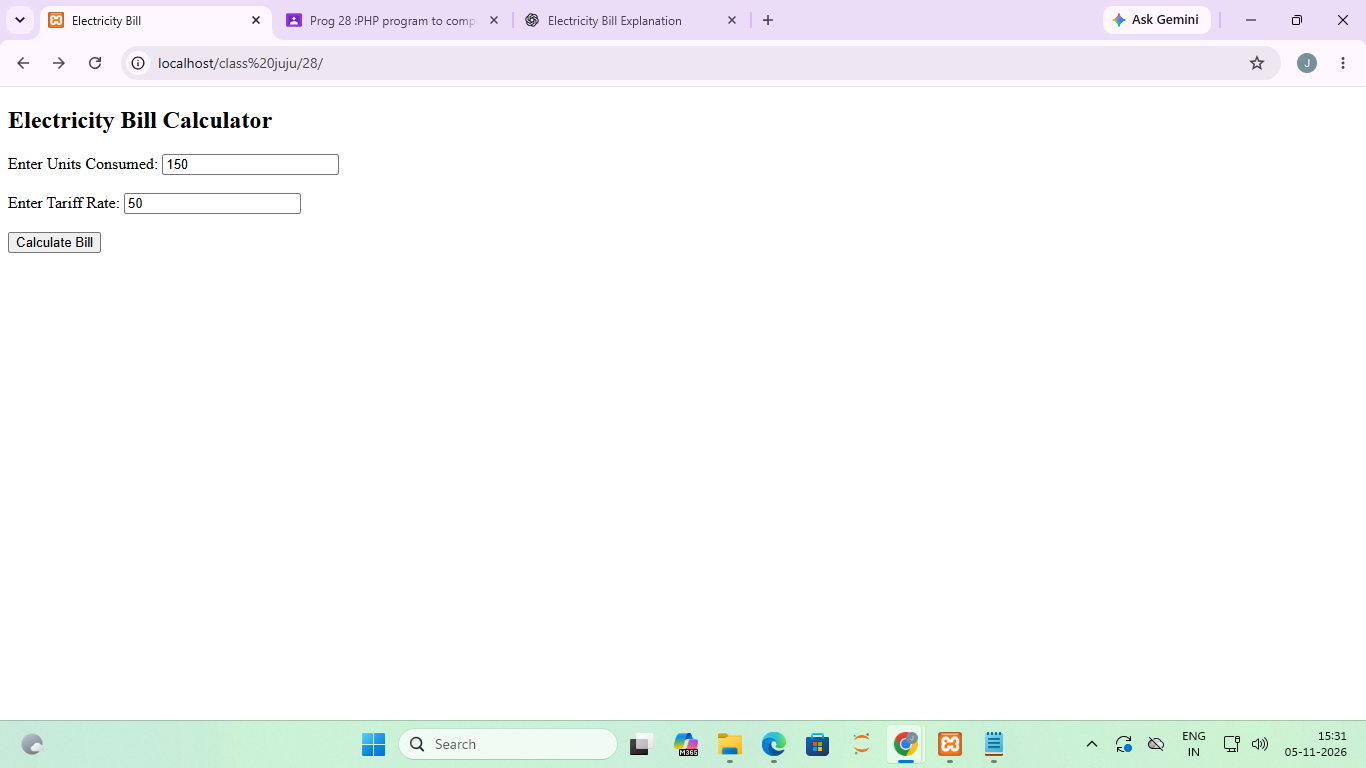 Electricity Bill
Prog 28 :PHP program to comp
Electricity Bill Explanation
Ask Gemini
localhost/class%20juju/28/
J
Electricity Bill Calculator
Enter Units Consumed: 150
Enter Tariff Rate: 50
Calculate Bill
Search
M365
ENG
IN
15:31
05-11-2026